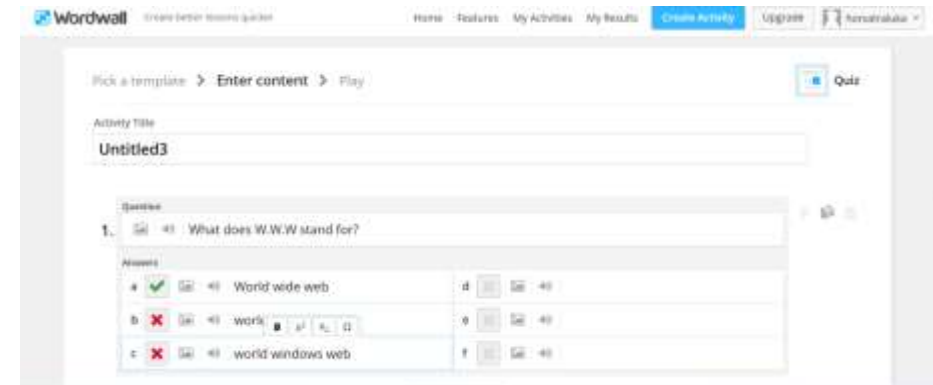 Wordwall Create better lessons quicker Home Features My Activities My Results Create Activity Upgrade
Pick a template > Enter content > Play Quiz
Activity Title
Untitled3
Question
1. What does W.W.W stand for?
Answers
a World wide web d
b e
c world windows web f